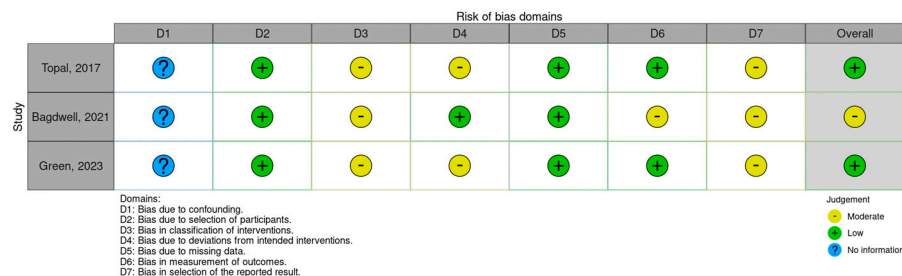 Risk of bias domains
D1 D2 D3 D4 D5 D6 D7 Overall
Study
Topal, 2017 ? + - - + + - +
Bagdwell, 2021 ? + - + + - - -
Green, 2023 ? + - - + + - +
Domains:
D1: Bias due to confounding.
D2: Bias due to selection of participants.
D3: Bias in classification of interventions.
D4: Bias due to deviations from intended interventions.
D5: Bias due to missing data.
D6: Bias in measurement of outcomes.
D7: Bias in selection of the reported result.
Judgement
- Moderate
+ Low
? No information